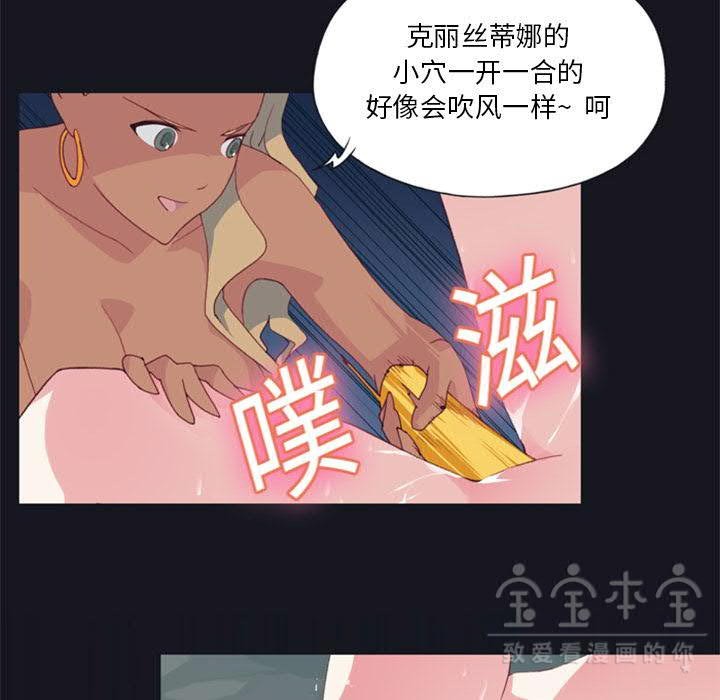 克丽丝蒂娜的
小穴一开一合的
好像会吹风一样~ 呵
噗滋
宝宝本宝
致爱看漫画的你